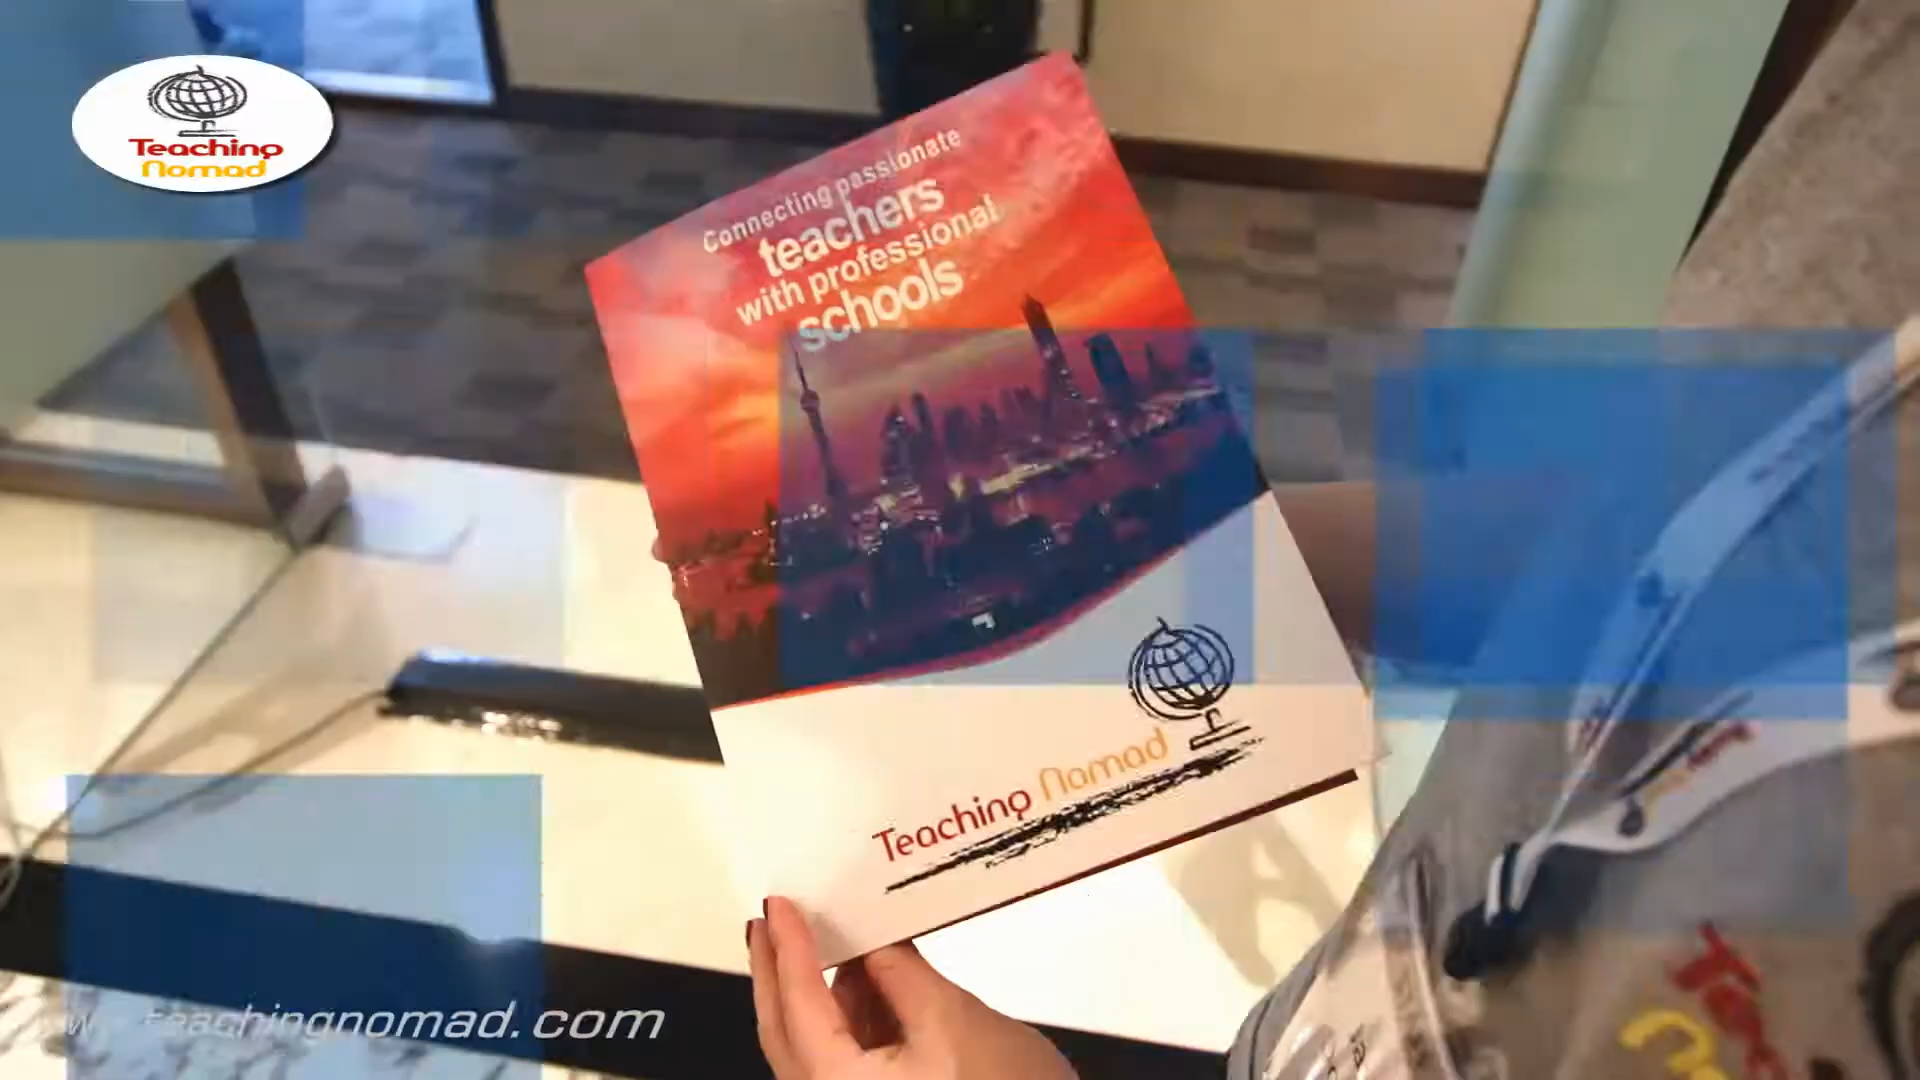 Teaching
Nomad
Connecting passionate
teachers
with professional
schools
Teaching Nomad
teachingnomad.com